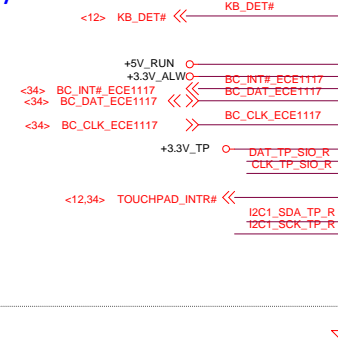 KB_DET#
<12> KB_DET#
+5V_RUN
+3.3V_ALW
<34> BC_INT#_ECE1117 BC_INT#_ECE1117
<34> BC_DAT_ECE1117 BC_DAT_ECE1117
<34> BC_CLK_ECE1117 BC_CLK_ECE1117
+3.3V_TP
DAT_TP_SIO_R
CLK_TP_SIO_R
<12,34> TOUCHPAD_INTR#
I2C1_SDA_TP_R
I2C1_SCK_TP_R